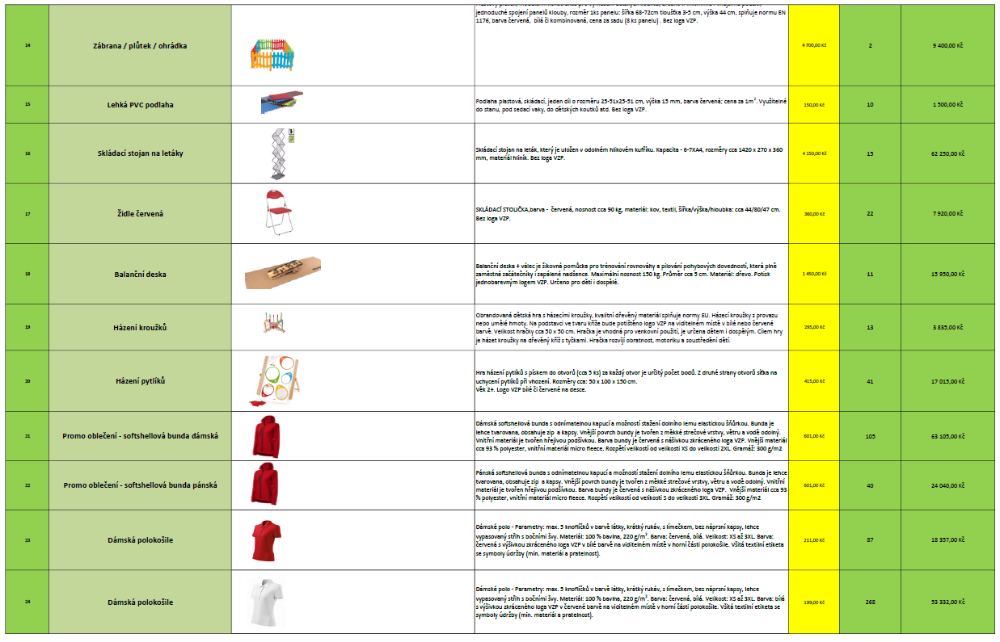 jednoduché spojení panelů klouby, rozměr 1ks panelu: šířka 68-72cm tloušťka 3-5 cm, výška 44 cm, splňuje normu EN
1176, barva červená, bílá či kombinovaná, cena za sadu (8 ks panelu) . Bez loga VZP.
14 Zábrana / plůtek / ohrádka 4 700,00 Kč 2 9 400,00 Kč
15 Lehká PVC podlaha 150,00 Kč 10 1 500,00 Kč
Podlaha plastová, skládací, jeden díl o rozměru 25-51x25-51 cm, výška 15 mm, barva červená; cena za 1m². Využitelné
do stanu, pod sedací vaky, do dětských koutků atd. Bez loga VZP.
16 Skládací stojan na letáky 4 150,00 Kč 15 62 250,00 Kč
Skládací stojan na leták, který je uložen v odolném hlikovém kufříku. Kapacita - 6-7XA4, rozměry cca 1420 x 270 x 360
mm, materiál hliník. Bez loga VZP.
17 Židle červená 360,00 Kč 22 7 920,00 Kč
SKLÁDACÍ STOLIČKA,barva - červená, nosnost cca 90 kg, materiál: kov, textil, šířka/výška/hloubka: cca 44/80/47 cm.
Bez loga VZP.
18 Balanční deska 1 450,00 Kč 11 15 950,00 Kč
Balanční deska + válec je šikovná pomůcka pro trénování rovnováhy a pilování pohybových dovedností, která plně
zaměstná začátečníky i zapálené nadšence. Maximální nosnost 150 kg. Průměr cca 5 cm. Materiál: dřevo. Potisk
jednobarevným logem VZP. Určeno pro děti i dospělé.
19 Házení kroužků 295,00 Kč 13 3 835,00 Kč
Obrandovaná dětská hra s házecími kroužky, kvalitní dřevěný materiál splňuje normy EU. Házecí kroužky z provazu
nebo umělé hmoty. Na podstavci ve tvaru kříže bude potištěno logo VZP na viditelném místě v bílé nebo červené
barvě. Velikost hračky cca 50 x 50 cm. Hračka je vhodná pro venkovní použití, je určena dětem i dospělým. Cílem hry
je házet kroužky na dřevěný kříž s tyčkami. Hračka rozvíjí obratnost, motoriku a soustředění dětí.
20 Házení pytlíků 415,00 Kč 41 17 015,00 Kč
Hra házení pytlíků s pískem do otvorů (cca 5 ks) za každý otvor je určitý počet bodů. Z druhé strany otvorů síťka na
uchycení pytlíků při vhození. Rozměry cca: 50 x 100 x 150 cm.
Věk 2+. Logo VZP bílé či červené na desce.
21 Promo oblečení - softshellová bunda dámská 601,00 Kč 105 63 105,00 Kč
Dámská softshellová bunda s odnímatelnou kapucí a možností stažení dolního lemu elastickou šňůrkou. Bunda je
lehce tvarovana, obsahuje zip a kapsy. Vnější povrch bundy je tvořen z měkké strečové vrstvy, větru a vodě odolný.
Vnitřní materiál je tvořen hřejivou podšívkou. Barva bundy je červená s nášivkou zkráceného loga VZP. Vnější materiál
cca 93 % polyester, vnitřní materiál micro fleece. Rozpětí velikostí od velikosti XS do velikosti 2XL. Gramáž: 300 g/m2
22 Promo oblečení - softshellová bunda pánská 601,00 Kč 40 24 040,00 Kč
Pánská softshellová bunda s odnímatelnou kapucí a možností stažení dolního lemu elastickou šňůrkou. Bunda je lehce
tvarovana, obsahuje zip a kapsy. Vnější povrch bundy je tvořen z měkké strečové vrstvy, větru a vodě odolný. Vnitřní
materiál je tvořen hřejivou podšívkou. Barva bundy je červená s nášivkou zkráceného loga VZP. Vnější materiál cca 93
% polyester, vnitřní materiál micro fleece. Rozpětí velikostí od velikosti S do velikosti 3XL. Gramáž: 300 g/m2
23 Dámská polokošile 211,00 Kč 87 18 357,00 Kč
Dámské polo - Parametry: max. 5 knoflíčků v barvě látky, krátký rukáv, s límečkem, bez náprsní kapsy, lehce
vypasovaný střih s bočními švy. Materiál: 100 % bavlna, 220 g/m². Barva: červená, bílá. Velikost: XS až 3XL. Barva:
červená s výšivkou zkráceného loga VZP v bílé barvě na viditelném místě v horní části polokošile. Všitá textilní etiketa
se symboly údržby (min. materiál a pratelnost).
24 Dámská polokošile 199,00 Kč 268 53 332,00 Kč
Dámské polo - Parametry: max. 5 knoflíčků v barvě látky, krátký rukáv, s límečkem, bez náprsní kapsy, lehce
vypasovaný střih s bočními švy. Materiál: 100 % bavlna, 220 g/m². Barva: červená, bílá. Velikost: XS až 3XL. Barva: bílá
s výšivkou zkráceného loga VZP v červené barvě na viditelném místě v horní části polokošile. Všitá textilní etiketa se
symboly údržby (min. materiál a pratelnost).